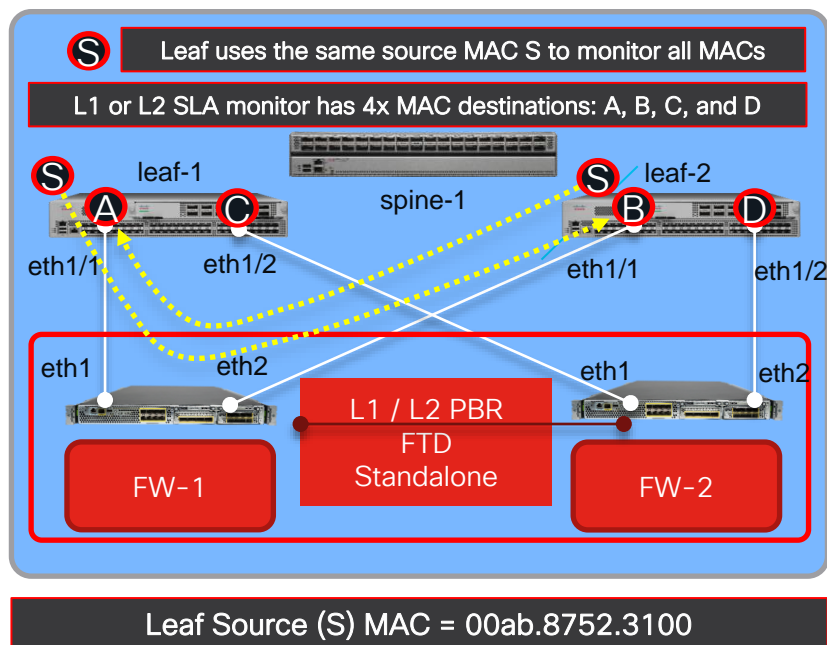 S
Leaf uses the same source MAC S to monitor all MACs
L1 or L2 SLA monitor has 4x MAC destinations: A, B, C, and D
S
leaf-1
spine-1
S
leaf-2
A
C
B
D
eth1/1
eth1/2
eth1/1
eth1/2
eth1
eth2
eth1
eth2
L1 / L2 PBR
FTD
Standalone
FW-1
FW-2
Leaf Source (S) MAC = 00ab.8752.3100